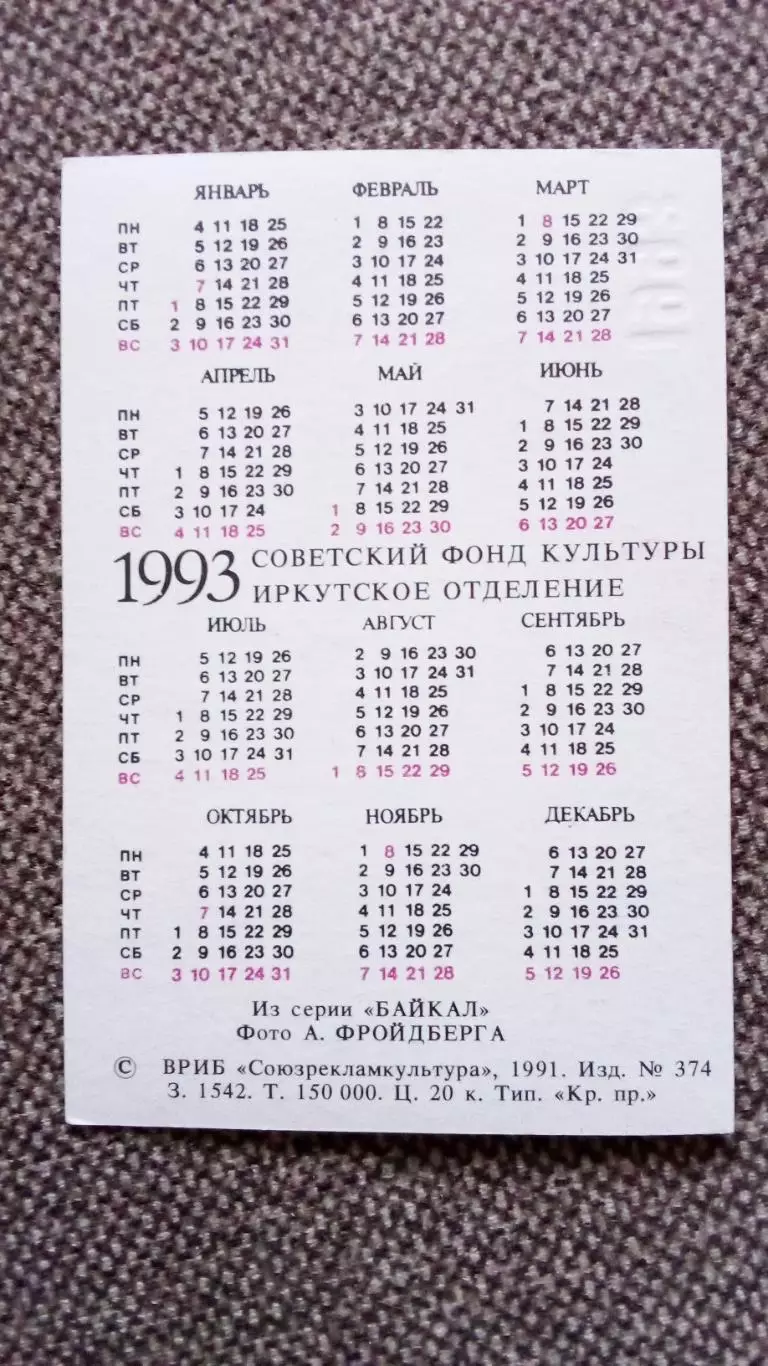 ЯНВАРЬ ФЕВРАЛЬ МАРТ
ПН 4 11 18 25 1 8 15 22 1 8 15 22 29
ВТ 5 12 19 26 2 9 16 23 2 9 16 23 30
СР 6 13 20 27 3 10 17 24 3 10 17 24 31
ЧТ 7 14 21 28 4 11 18 25 4 11 18 25
ПТ 1 8 15 22 29 5 12 19 26 5 12 19 26
СБ 2 9 16 23 30 6 13 20 27 6 13 20 27
ВС 3 10 17 24 31 7 14 21 28 7 14 21 28
АПРЕЛЬ МАЙ ИЮНЬ
ПН 5 12 19 26 3 10 17 24 31 7 14 21 28
ВТ 6 13 20 27 4 11 18 25 1 8 15 22 29
СР 7 14 21 28 5 12 19 26 2 9 16 23 30
ЧТ 1 8 15 22 29 6 13 20 27 3 10 17 24
ПТ 2 9 16 23 30 7 14 21 28 4 11 18 25
СБ 3 10 17 24 1 8 15 22 29 5 12 19 26
ВС 4 11 18 25 2 9 16 23 30 6 13 20 27
1993 СОВЕТСКИЙ ФОНД КУЛЬТУРЫ
ИРКУТСКОЕ ОТДЕЛЕНИЕ
ИЮЛЬ АВГУСТ СЕНТЯБРЬ
ПН 5 12 19 26 2 9 16 23 30 6 13 20 27
ВТ 6 13 20 27 3 10 17 24 31 7 14 21 28
СР 7 14 21 28 4 11 18 25 1 8 15 22 29
ЧТ 1 8 15 22 29 5 12 19 26 2 9 16 23 30
ПТ 2 9 16 23 30 6 13 20 27 3 10 17 24
СБ 3 10 17 24 31 7 14 21 28 4 11 18 25
ВС 4 11 18 25 1 8 15 22 29 5 12 19 26
ОКТЯБРЬ НОЯБРЬ ДЕКАБРЬ
ПН 4 11 18 25 1 8 15 22 29 6 13 20 27
ВТ 5 12 19 26 2 9 16 23 30 7 14 21 28
СР 6 13 20 27 3 10 17 24 1 8 15 22 29
ЧТ 7 14 21 28 4 11 18 25 2 9 16 23 30
ПТ 1 8 15 22 29 5 12 19 26 3 10 17 24 31
СБ 2 9 16 23 30 6 13 20 27 4 11 18 25
ВС 3 10 17 24 31 7 14 21 28 5 12 19 26
Из серии «БАЙКАЛ»
Фото А. ФРОЙДБЕРГА
© ВРИБ «Союзрекламкультура», 1991. Изд. № 374
З. 1542. Т. 150 000. Ц. 20 к. Тип. «Кр. пр.»